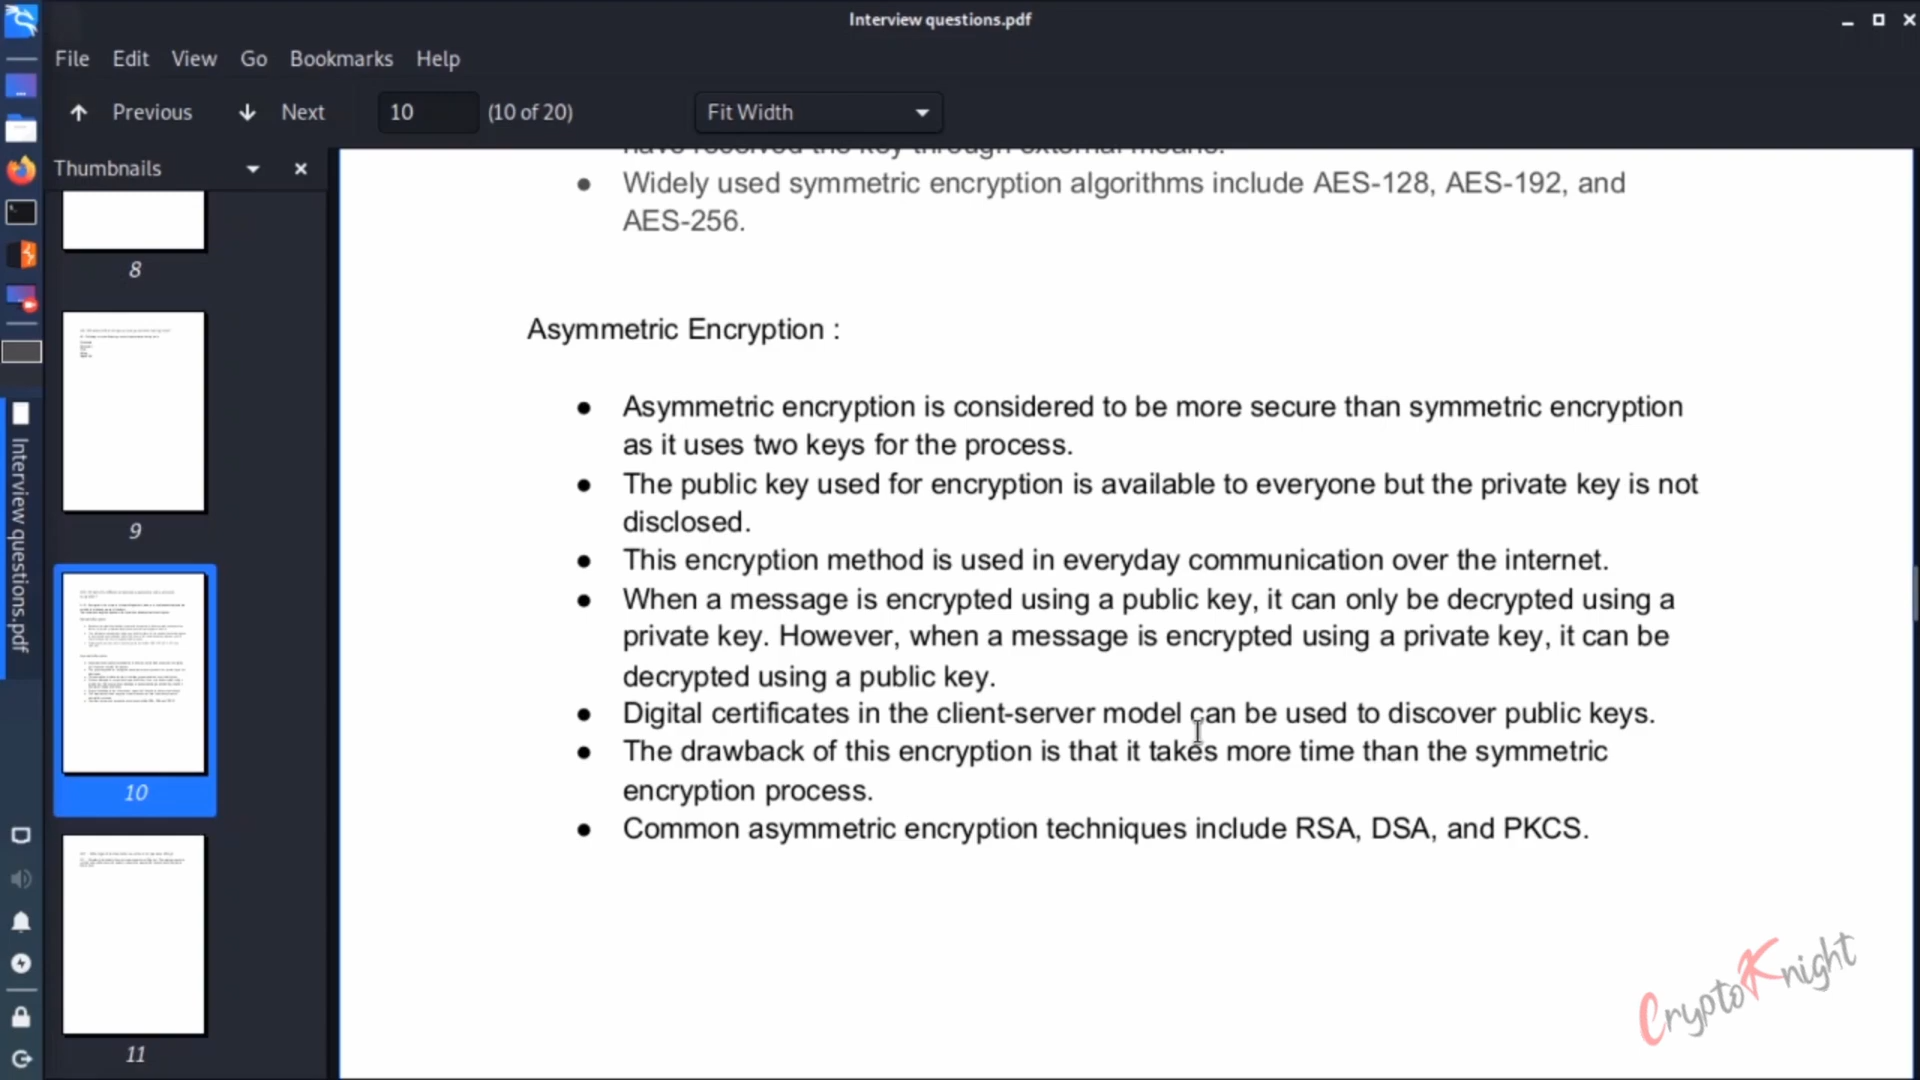 Interview questions.pdf
File Edit View Go Bookmarks Help
Previous Next 10 (10 of 20) Fit Width
Thumbnails
8
9
10
11
Interview questions.pdf
have received the key through external means.
● Widely used symmetric encryption algorithms include AES-128, AES-192, and
AES-256.
Asymmetric Encryption :
● Asymmetric encryption is considered to be more secure than symmetric encryption
as it uses two keys for the process.
● The public key used for encryption is available to everyone but the private key is not
disclosed.
● This encryption method is used in everyday communication over the internet.
● When a message is encrypted using a public key, it can only be decrypted using a
private key. However, when a message is encrypted using a private key, it can be
decrypted using a public key.
● Digital certificates in the client-server model can be used to discover public keys.
● The drawback of this encryption is that it takes more time than the symmetric
encryption process.
● Common asymmetric encryption techniques include RSA, DSA, and PKCS.
CryptoKnight